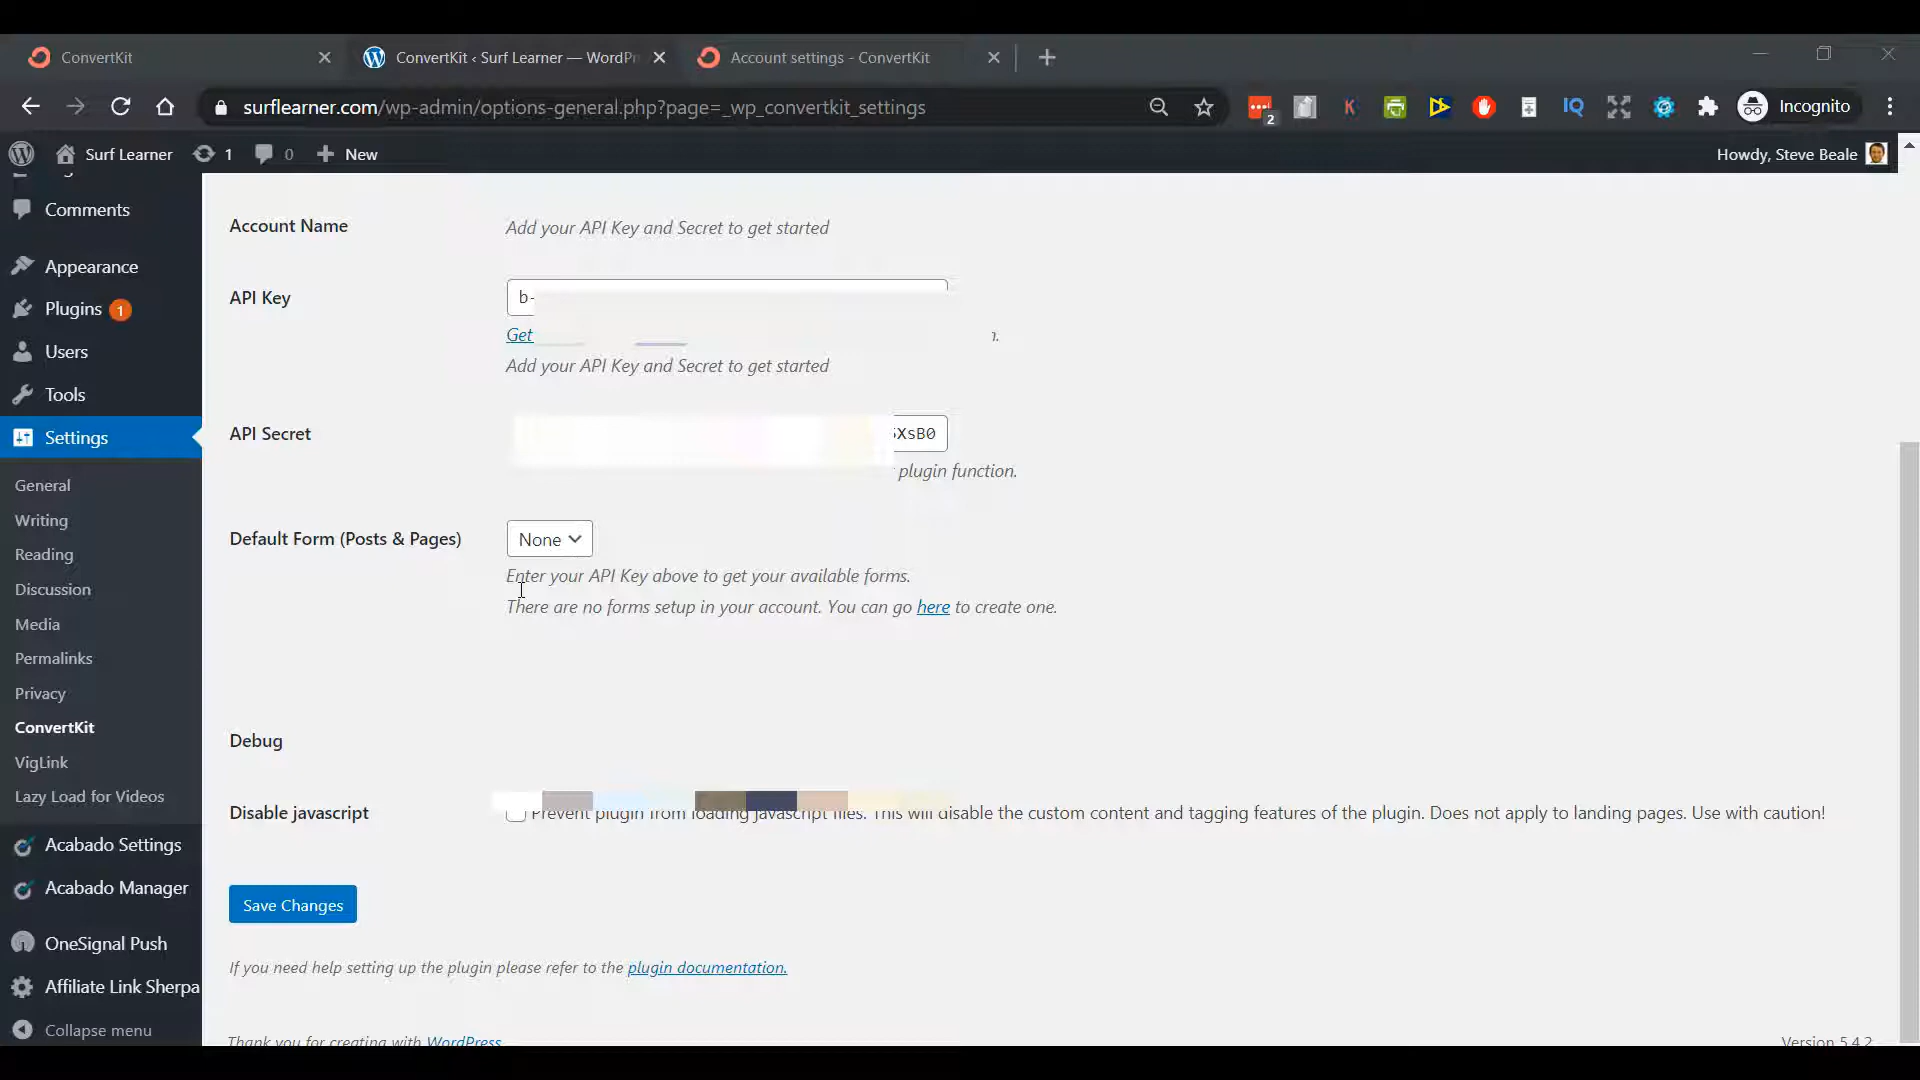 ConvertKit
ConvertKit ‹ Surf Learner — WordPr
Account settings - ConvertKit
surflearner.com/wp-admin/options-general.php?page=_wp_convertkit_settings
2
K
IQ
Incognito
Surf Learner
1
0
New
Howdy, Steve Beale
Comments
Appearance
Plugins 1
Users
Tools
Settings
General
Writing
Reading
Discussion
Media
Permalinks
Privacy
ConvertKit
VigLink
Lazy Load for Videos
Acabado Settings
Acabado Manager
OneSignal Push
Affiliate Link Sherpa
Collapse menu
Account Name
Add your API Key and Secret to get started
API Key
b-
Get
Add your API Key and Secret to get started
API Secret
XsB0
plugin function.
Default Form (Posts & Pages)
None
Enter your API Key above to get your available forms.
There are no forms setup in your account. You can go here to create one.
Debug
Disable javascript
Prevent plugin from loading javascript files. This will disable the custom content and tagging features of the plugin. Does not apply to landing pages. Use with caution!
Save Changes
If you need help setting up the plugin please refer to the plugin documentation.
Thank you for creating with WordPress
Version 5.4.2